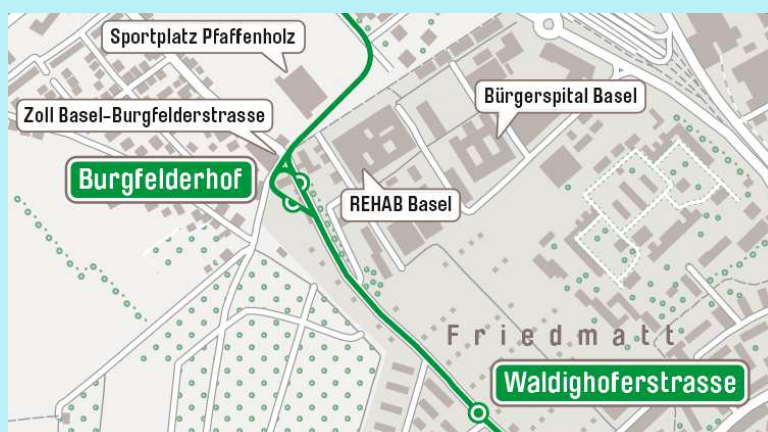 Sportplatz Pfaffenholz
Bürgerspital Basel
Zoll Basel-Burgfelderstrasse
Burgfelderhof
REHAB Basel
Friedmatt
Waldighoferstrasse